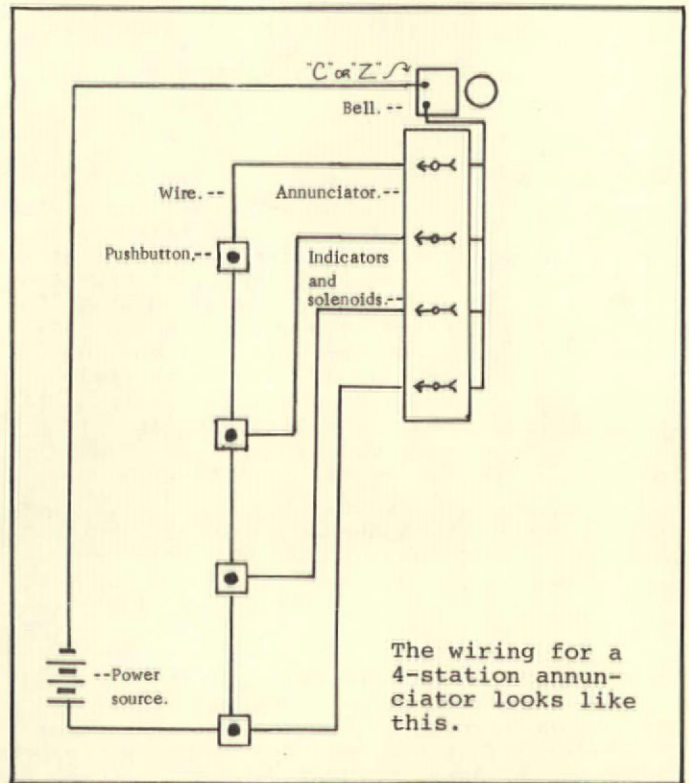 "C" OR "Z"
Bell. --
Wire. --
Annunciator. --
Pushbutton. --
Indicators
and
solenoids. --
--Power
source.
The wiring for a
4-station annun-
ciator looks like
this.